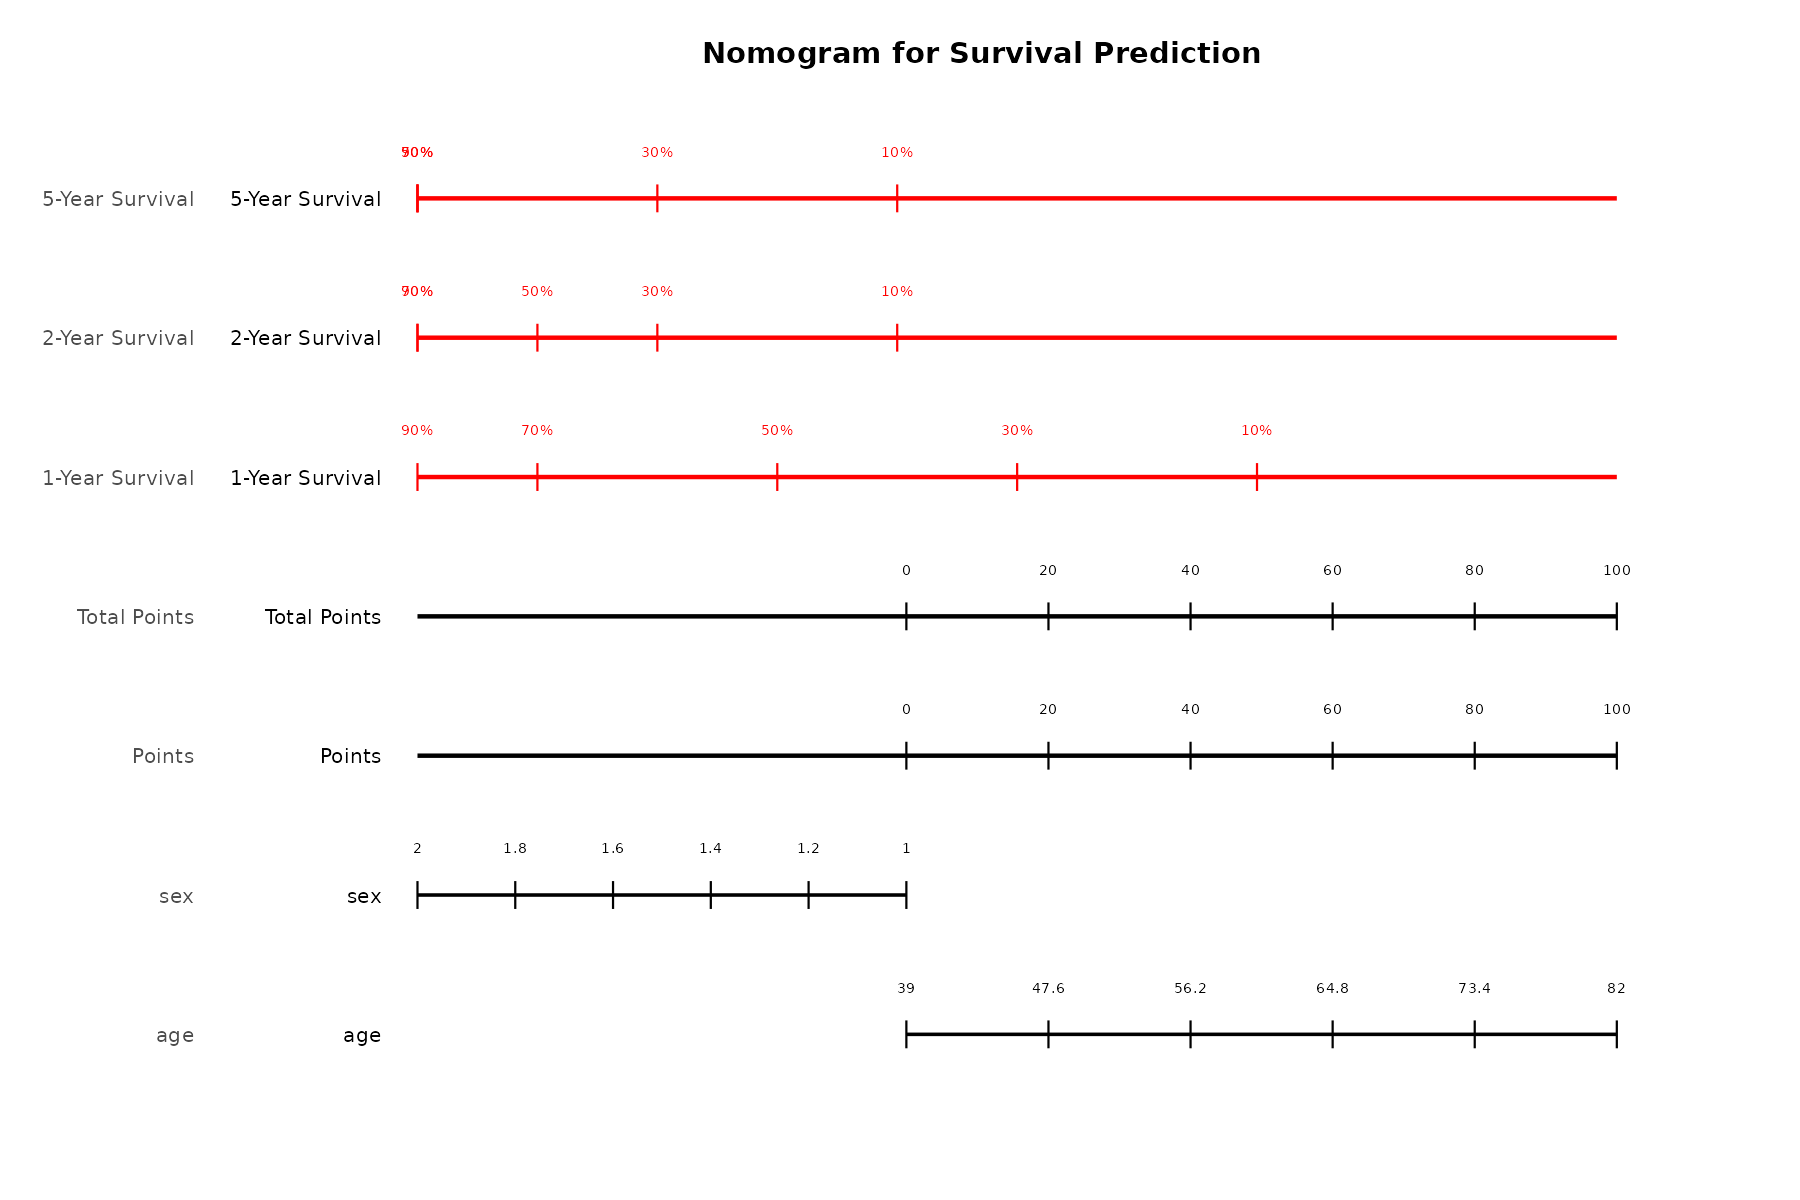 Nomogram for Survival Prediction
30% 10%
5-Year Survival 5-Year Survival
50% 30% 10%
2-Year Survival 2-Year Survival
90% 70% 50% 30% 10%
1-Year Survival 1-Year Survival
0 20 40 60 80 100
Total Points Total Points
0 20 40 60 80 100
Points Points
2 1.8 1.6 1.4 1.2 1
sex sex
39 47.6 56.2 64.8 73.4 82
age age